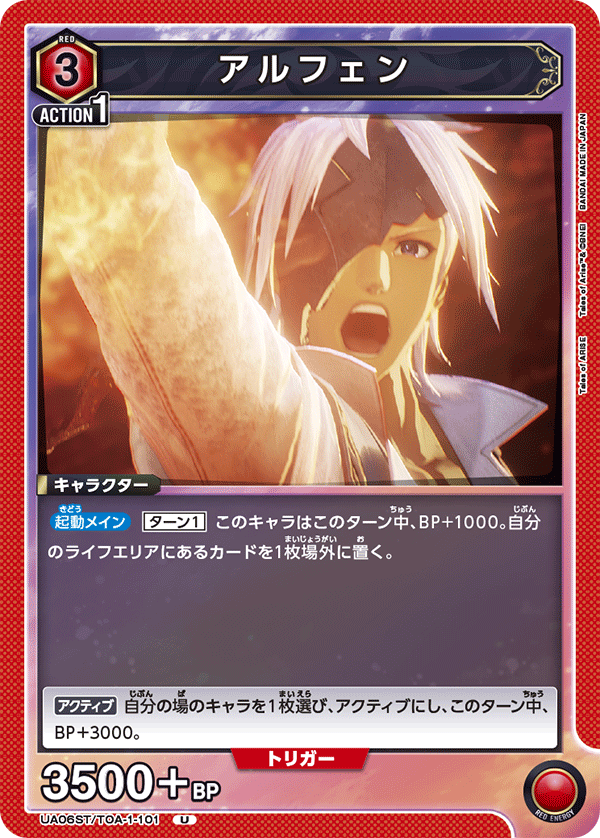 RED
3
アルフェン
ACTION 1
BANDAI MADE IN JAPAN
Tales of Arise™& ©BNEI
Tales of ARISE
キャラクター
起動メイン ターン1 このキャラはこのターン中、BP+1000。自分
のライフエリアにあるカードを1枚場外に置く。
アクティブ 自分の場のキャラを1枚選び、アクティブにし、このターン中、
BP+3000。
トリガー
3500+BP
UA06ST/TOA-1-101 U
RED ENERGY